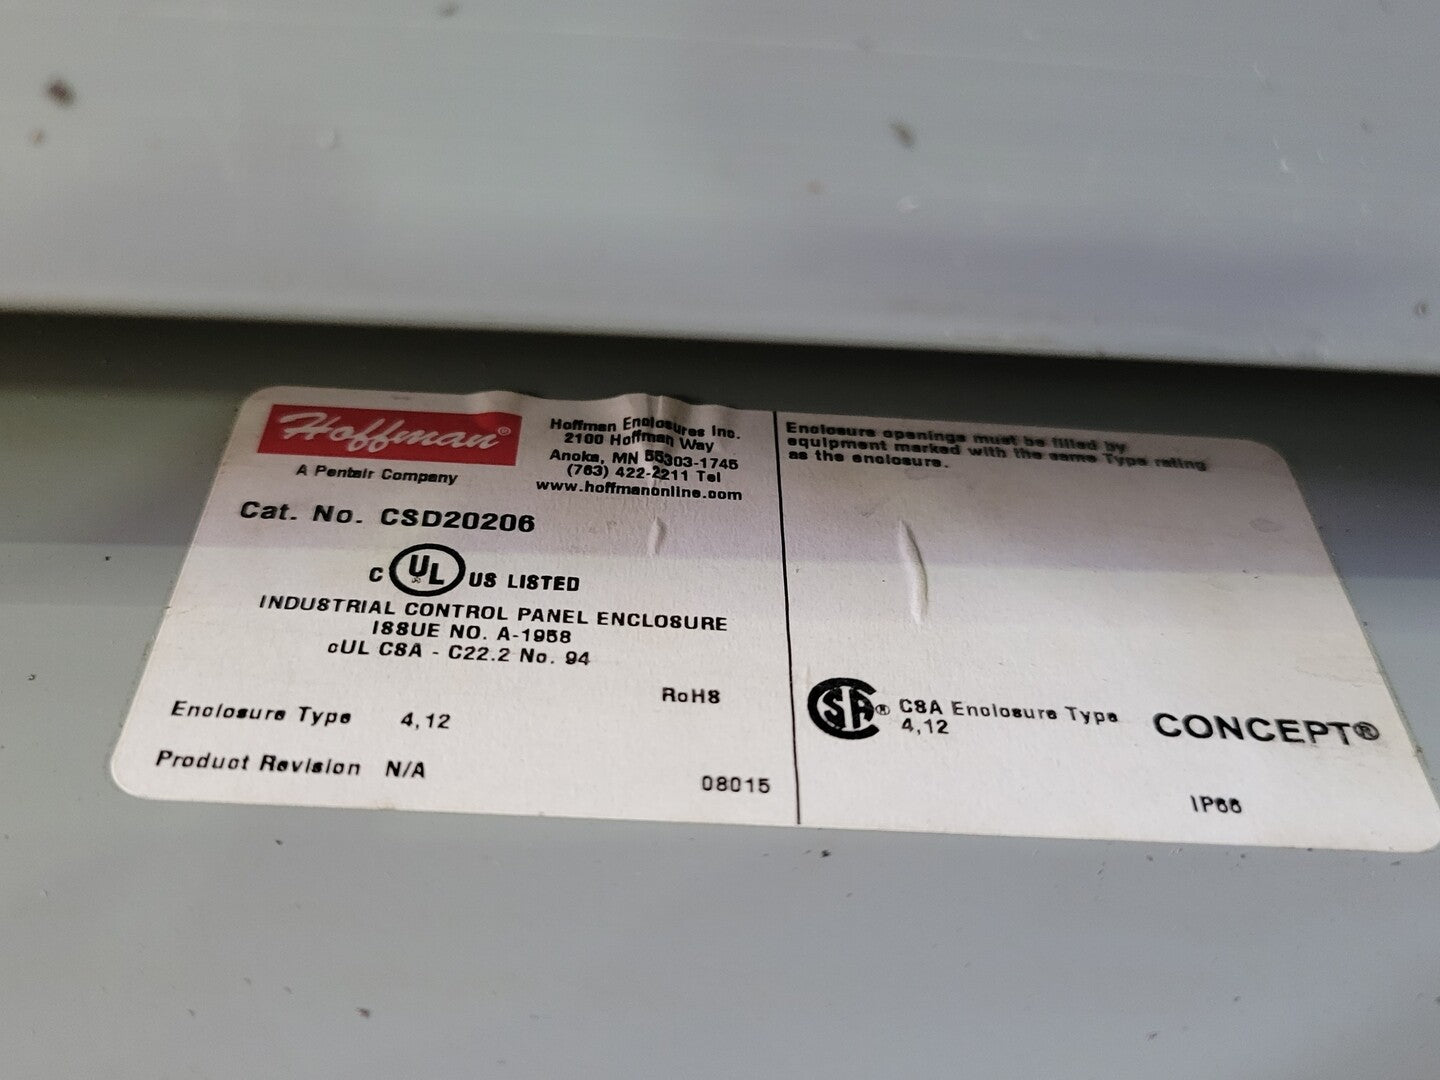 Hoffman®
A Pentair Company
Hoffman Enclosures Inc.
2100 Hoffman Way
Anoka, MN 55303-1745
(763) 422-2211 Tel
www.hoffmanonline.com
Cat. No. CSD20206
C UL US LISTED
INDUSTRIAL CONTROL PANEL ENCLOSURE
ISSUE NO. A-1958
cUL CSA - C22.2 No. 94
RoHS
Enclosure Type 4,12
Product Revision N/A
08015
Enclosure openings must be filled by
equipment marked with the same Type rating
as the enclosure.
CSA® CSA Enclosure Type
4,12
CONCEPT®
IP66